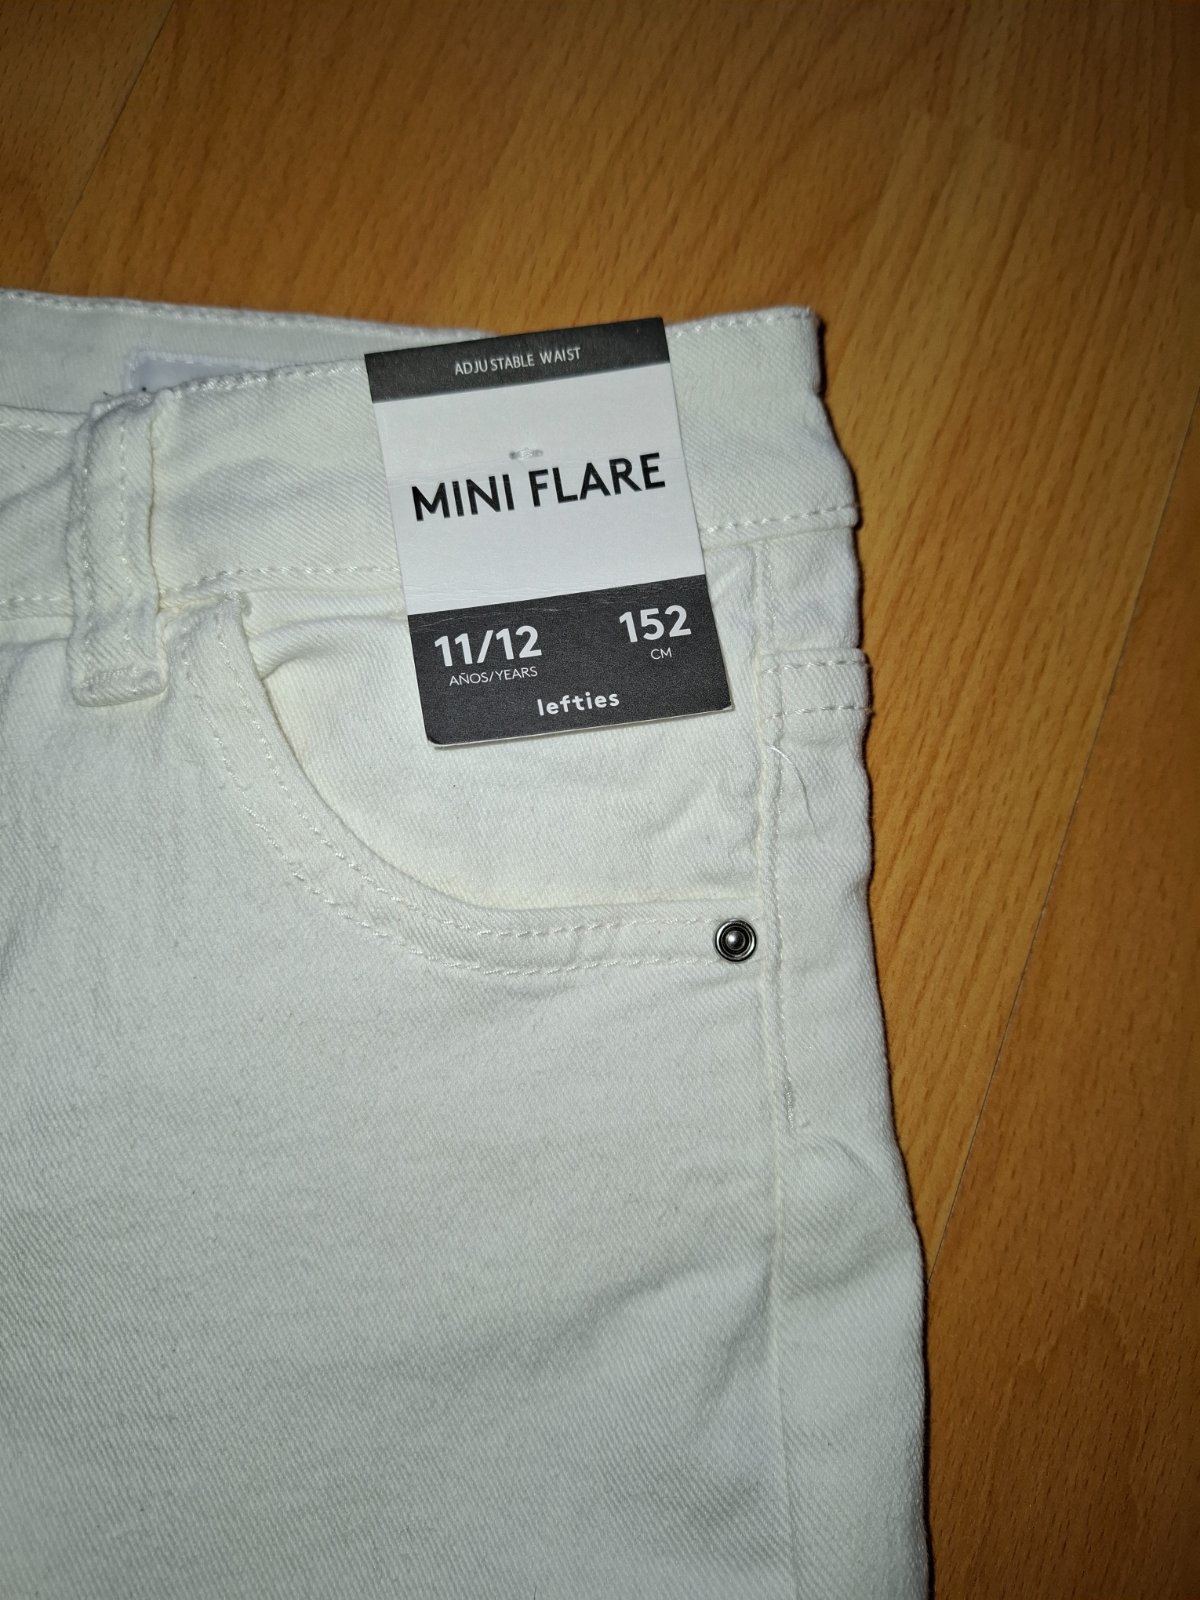 ADJUSTABLE WAIST
MINI FLARE
11/12 152
AÑOS/YEARS CM
lefties